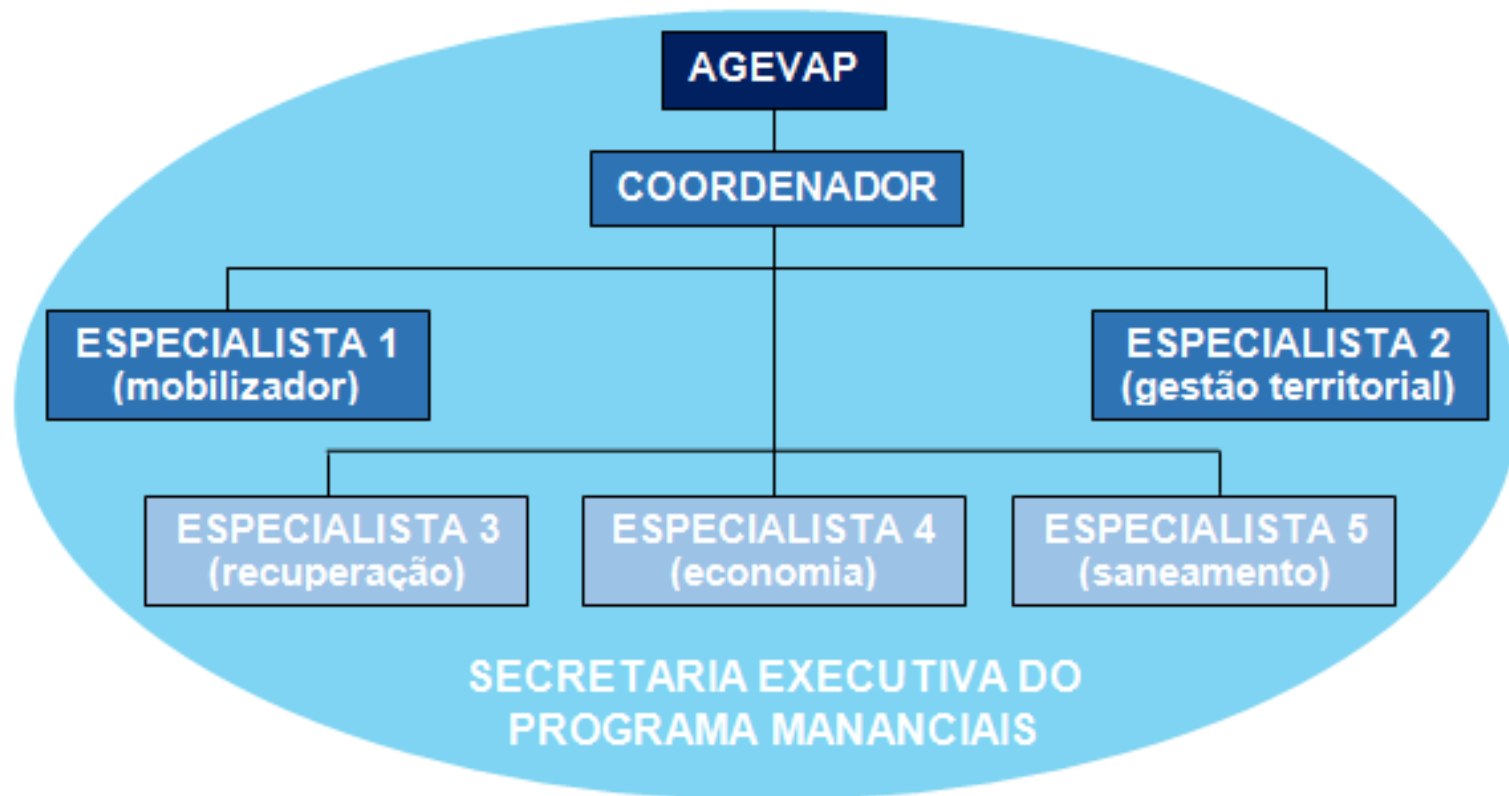 AGEVAP
COORDENADOR
ESPECIALISTA 1
(mobilizador)
ESPECIALISTA 2
(gestão territorial)
ESPECIALISTA 3
(recuperação)
ESPECIALISTA 4
(economia)
ESPECIALISTA 5
(saneamento)
SECRETARIA EXECUTIVA DO
PROGRAMA MANANCIAIS